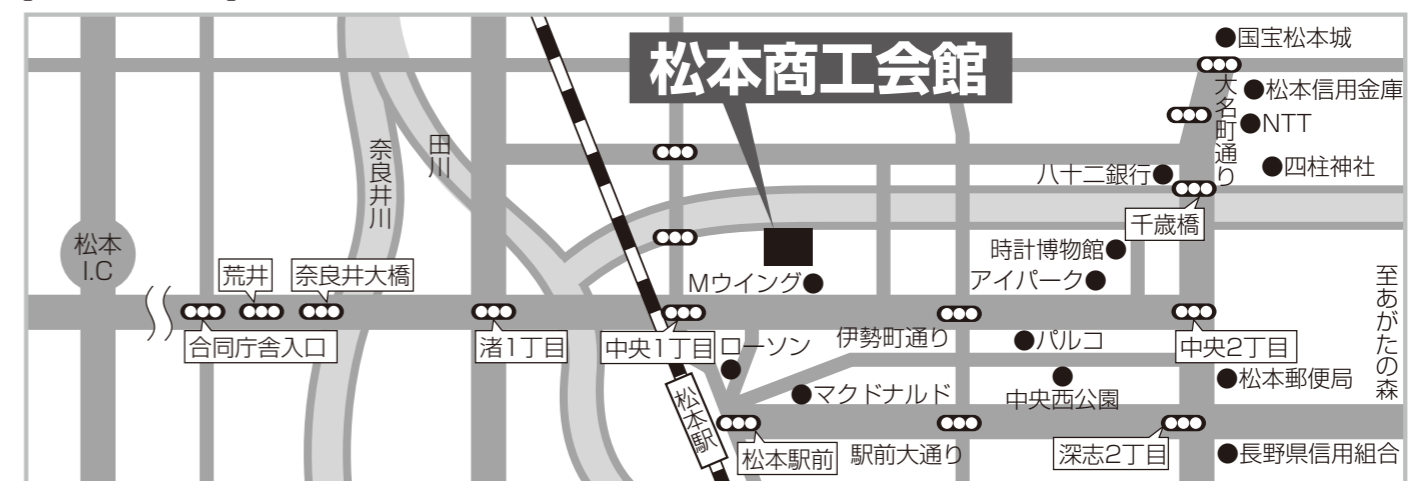 松本商工会館
国宝松本城
松本信用金庫
NTT
四柱神社
大名町通り
八十二銀行
千歳橋
田川
奈良井川
松本
I.C
荒井
奈良井大橋
合同庁舎入口
渚1丁目
中央1丁目
Mウイング
時計博物館
アイパーク
至あがたの森
ローソン
伊勢町通り
パルコ
中央2丁目
松本郵便局
中央西公園
マクドナルド
松本駅
松本駅前
駅前大通り
深志2丁目
長野県信用組合